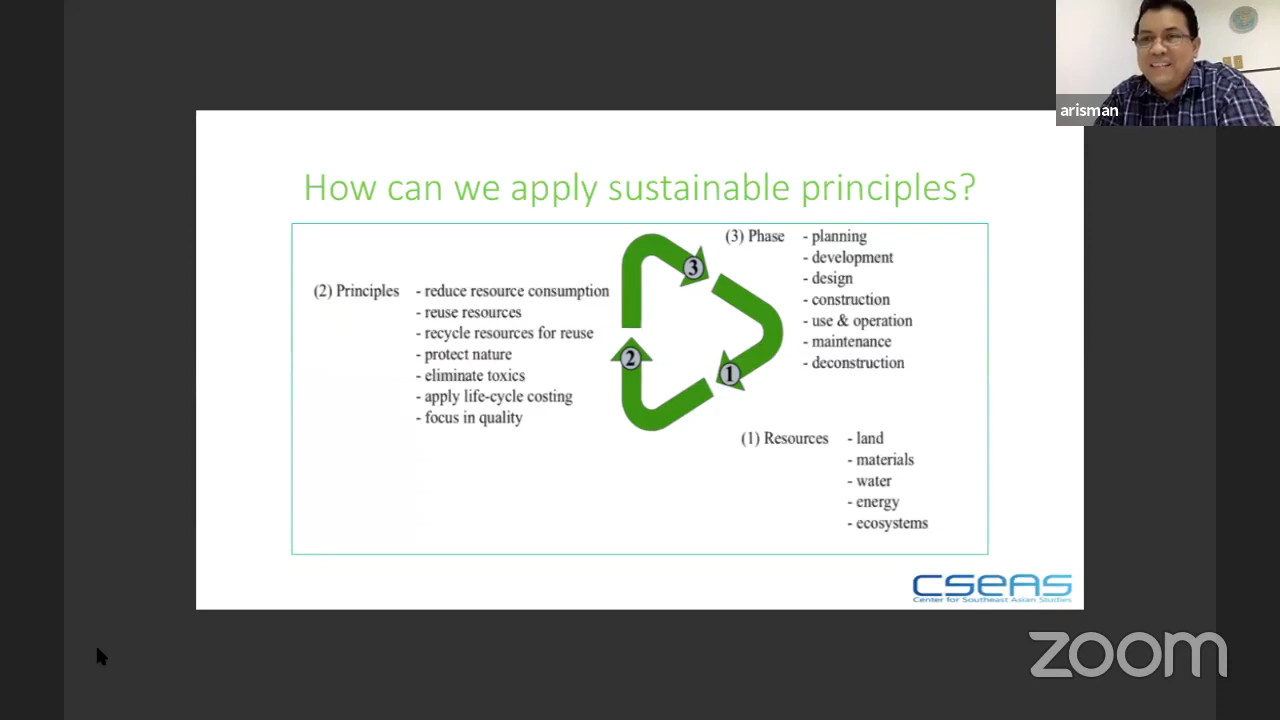 arisman
How can we apply sustainable principles?
(3) Phase - planning
- development
- design
- construction
- use & operation
- maintenance
- deconstruction
(2) Principles - reduce resource consumption
- reuse resources
- recycle resources for reuse
- protect nature
- eliminate toxics
- apply life-cycle costing
- focus in quality
3
2
1
(1) Resources - land
- materials
- water
- energy
- ecosystems
CSEAS
Center for Southeast Asian Studies
zoom